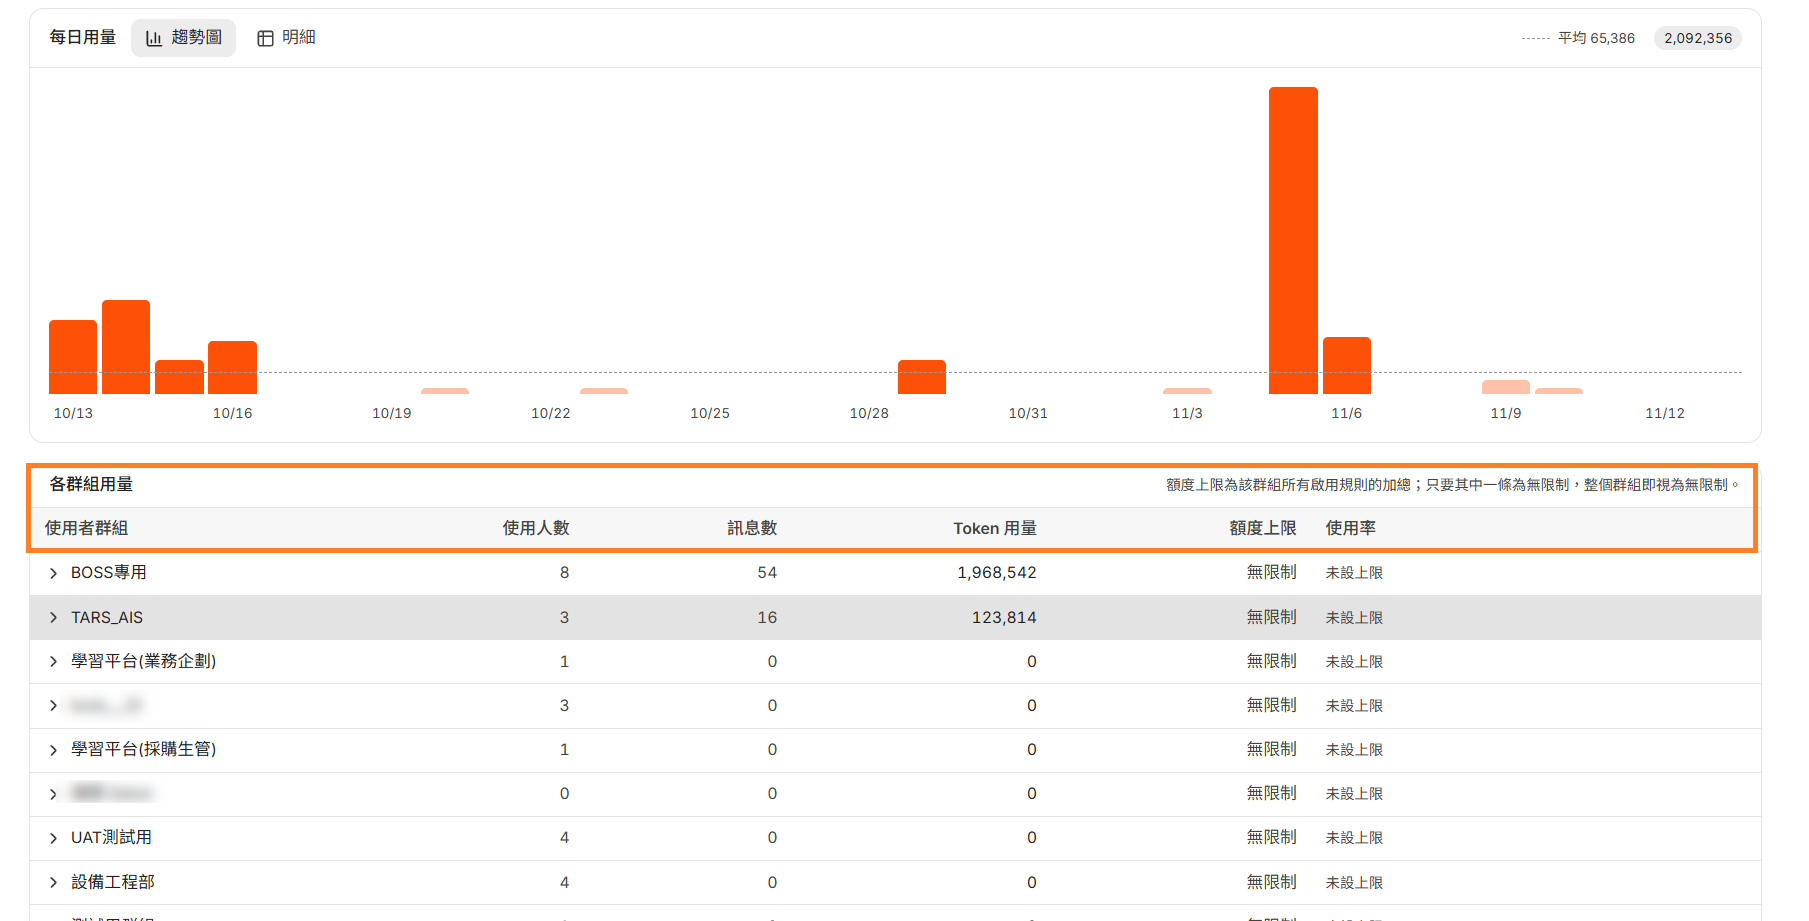 每日用量 趨勢圖 明細 平均 65,386 2,092,356
10/13 10/16 10/19 10/22 10/25 10/28 10/31 11/3 11/6 11/9 11/12
各群組用量 額度上限為該群組所有啟用規則的加總；只要其中一條為無限制，整個群組即視為無限制。
使用者群組 使用人數 訊息數 Token 用量 額度上限 使用率
BOSS專用 8 54 1,968,542 無限制 未設上限
TARS_AIS 3 16 123,814 無限制 未設上限
學習平台(業務企劃) 1 0 0 無限制 未設上限
3 0 0 無限制 未設上限
學習平台(採購生管) 1 0 0 無限制 未設上限
0 0 0 無限制 未設上限
UAT測試用 4 0 0 無限制 未設上限
設備工程部 4 0 0 無限制 未設上限